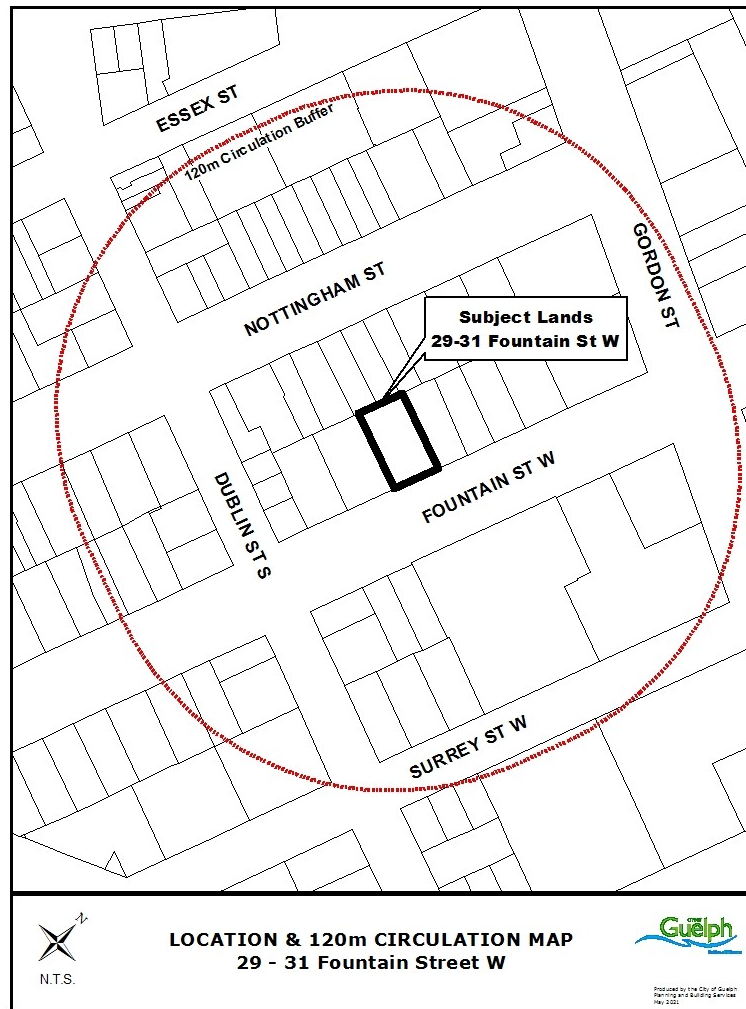 ESSEX ST
120m Circulation Buffer
NOTTINGHAM ST
GORDON ST
Subject Lands
29-31 Fountain St W
DUBLIN ST S
FOUNTAIN ST W
SURREY ST W
N
N.T.S.
LOCATION & 120m CIRCULATION MAP
29 - 31 Fountain Street W
Guelph
Produced by the City of Guelph
Planning and Building Services
May 2021